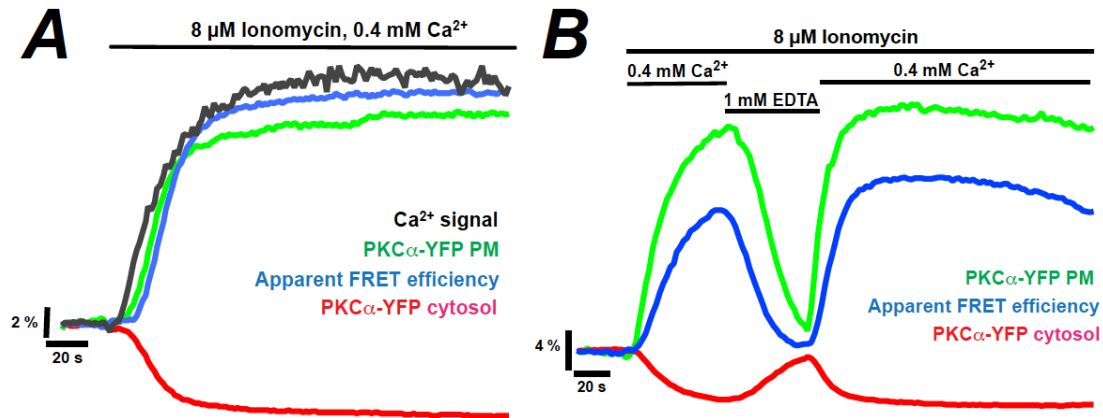 A
8 µM Ionomycin, 0.4 mM Ca²⁺
Ca²⁺ signal
PKCα-YFP PM
Apparent FRET efficiency
PKCα-YFP cytosol
2 %
20 s
B
8 µM Ionomycin
0.4 mM Ca²⁺
0.4 mM Ca²⁺
1 mM EDTA
PKCα-YFP PM
Apparent FRET efficiency
PKCα-YFP cytosol
4 %
20 s